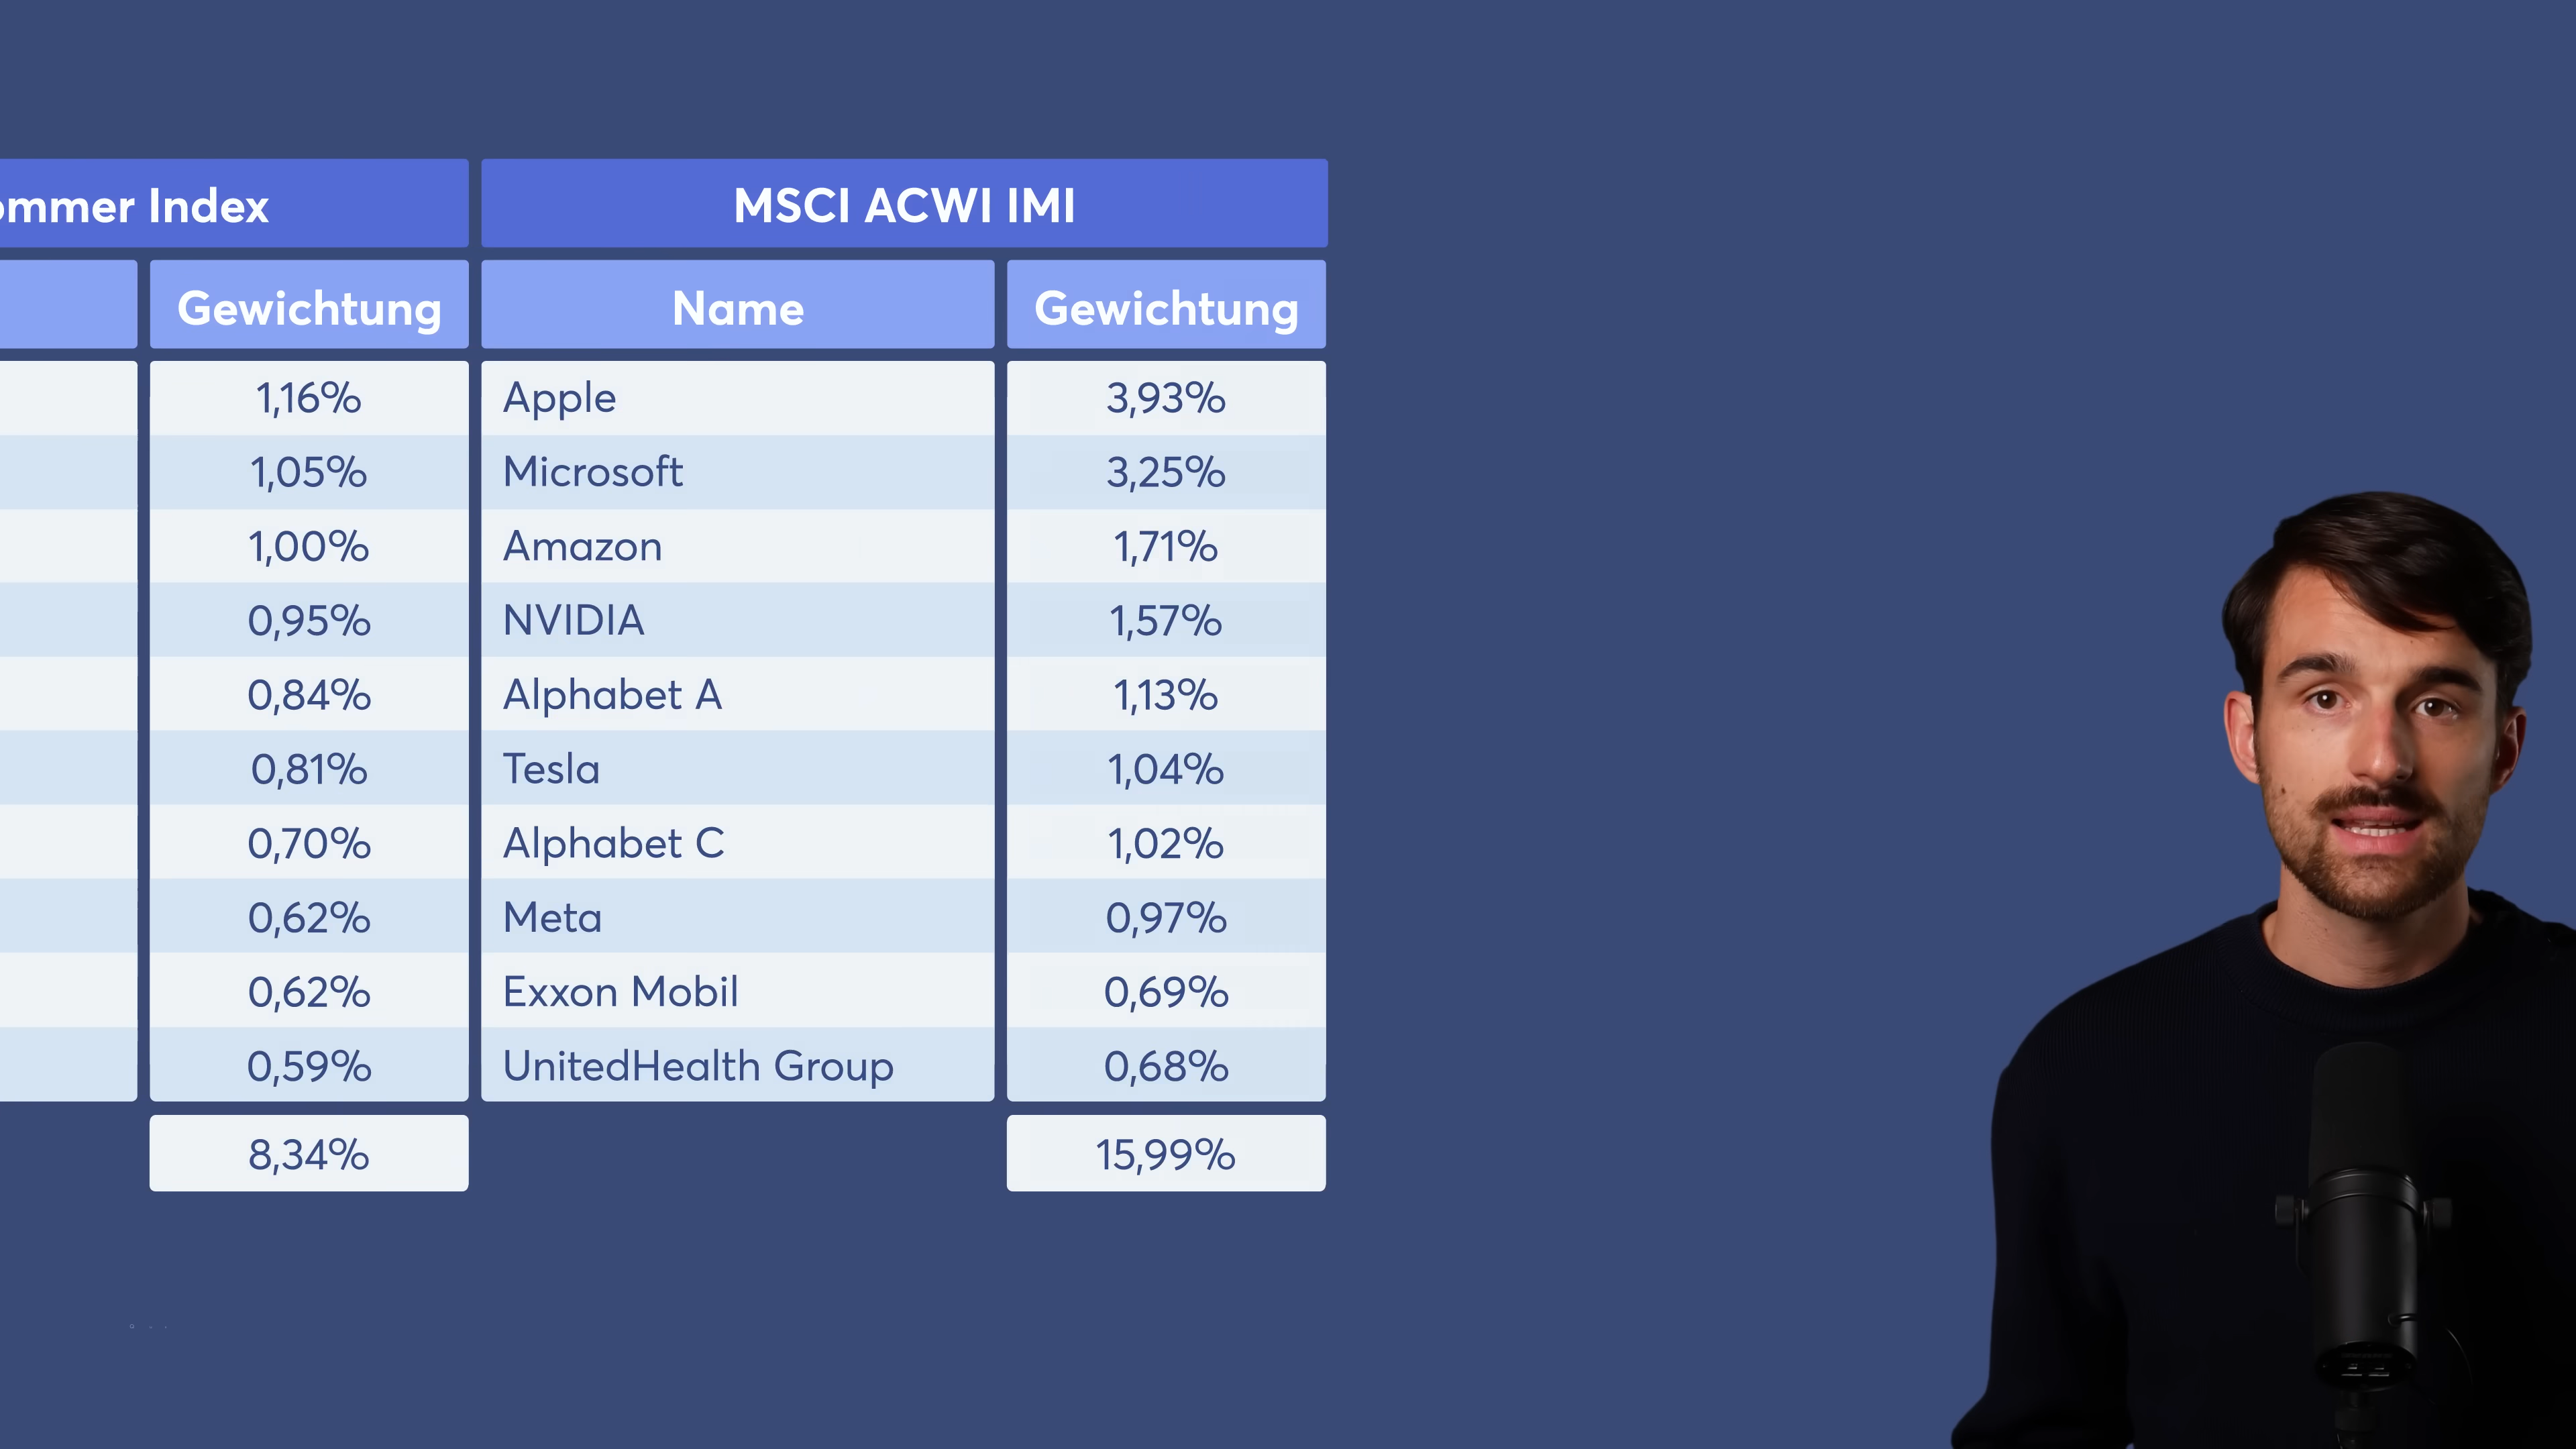 ommer Index MSCI ACWI IMI
Gewichtung Name Gewichtung
1,16% Apple 3,93%
1,05% Microsoft 3,25%
1,00% Amazon 1,71%
0,95% NVIDIA 1,57%
0,84% Alphabet A 1,13%
0,81% Tesla 1,04%
0,70% Alphabet C 1,02%
0,62% Meta 0,97%
0,62% Exxon Mobil 0,69%
0,59% UnitedHealth Group 0,68%
8,34% 15,99%